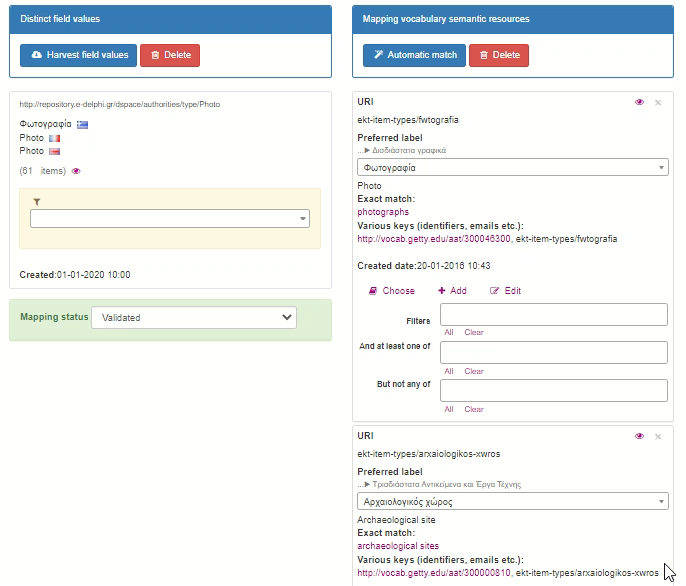 Distinct field values
Harvest field values
Delete
http://repository.e-delphi.gr/dspace/authorities/type/Photo
Φωτογραφία
Photo
Photo
(61 items)
Created:01-01-2020 10:00
Mapping status
Validated
Mapping vocabulary semantic resources
Automatic match
Delete
URI
ekt-item-types/fwtografia
Preferred label
...► Δισδιάστατα γραφικά
Φωτογραφία
Photo
Exact match:
photographs
Various keys (identifiers, emails etc.):
http://vocab.getty.edu/aat/300046300, ekt-item-types/fwtografia
Created date:20-01-2016 10:43
Choose
Add
Edit
Filters
All Clear
And at least one of
All Clear
But not any of
All Clear
URI
ekt-item-types/arxaiologikos-xwros
Preferred label
...► Τρισδιάστατα Αντικείμενα και Έργα Τέχνης
Αρχαιολογικός χώρος
Archaeological site
Exact match:
archaeological sites
Various keys (identifiers, emails etc.):
http://vocab.getty.edu/aat/300000810, ekt-item-types/arxaiologikos-xwros